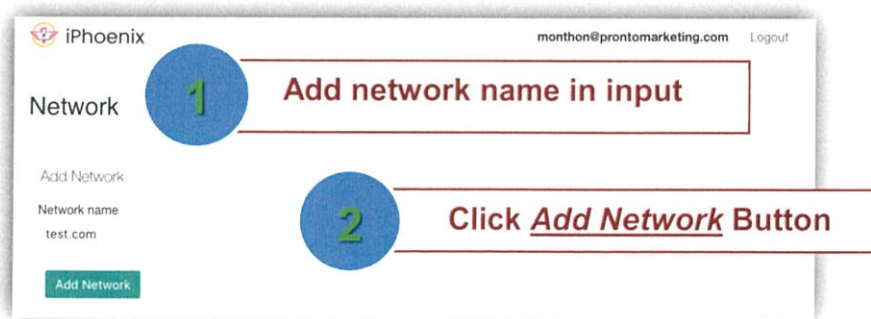 iPhoenix
monthon@prontomarketing.com Logout
1 Add network name in input
Network
Add Network
Network name
test.com
2 Click Add Network Button
Add Network